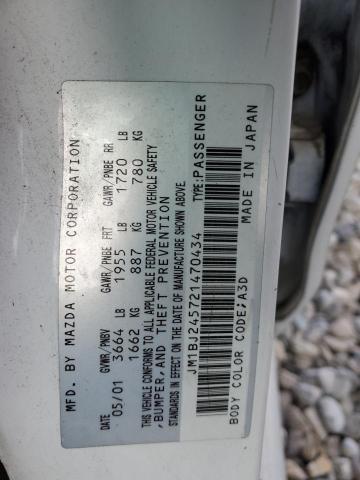 MFD. BY MAZDA MOTOR CORPORATION
DATE GVWR/PNBV GAWR/PNBE FRT GAWR/PNBE RR
05/01 3664 LB 1955 LB 1720 LB
1662 KG 887 KG 780 KG
THIS VEHICLE CONFORMS TO ALL APPLICABLE FEDERAL MOTOR VEHICLE SAFETY
,BUMPER,AND THEFT PREVENTION
STANDARDS IN EFFECT ON THE DATE OF MANUFACTURE SHOWN ABOVE.
JM1BJ245721470434 TYPE:PASSENGER
BODY COLOR CODE;A3D MADE IN JAPAN